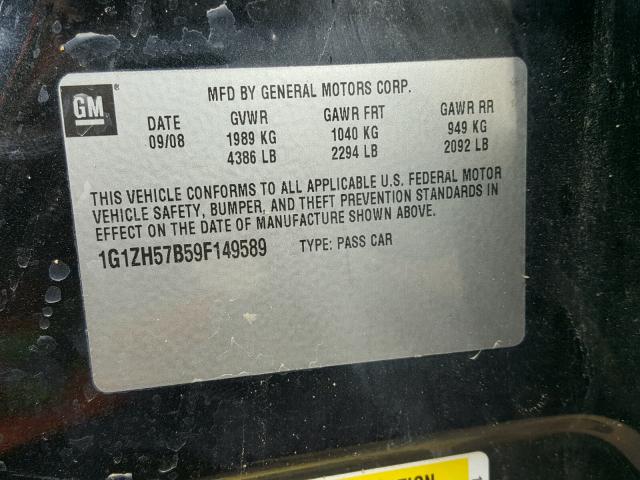 GM ®
MFD BY GENERAL MOTORS CORP.
DATE GVWR GAWR FRT GAWR RR
09/08 1989 KG 1040 KG 949 KG
4386 LB 2294 LB 2092 LB
THIS VEHICLE CONFORMS TO ALL APPLICABLE U.S. FEDERAL MOTOR
VEHICLE SAFETY, BUMPER, AND THEFT PREVENTION STANDARDS IN
EFFECT ON THE DATE OF MANUFACTURE SHOWN ABOVE.
1G1ZH57B59F149589 TYPE: PASS CAR